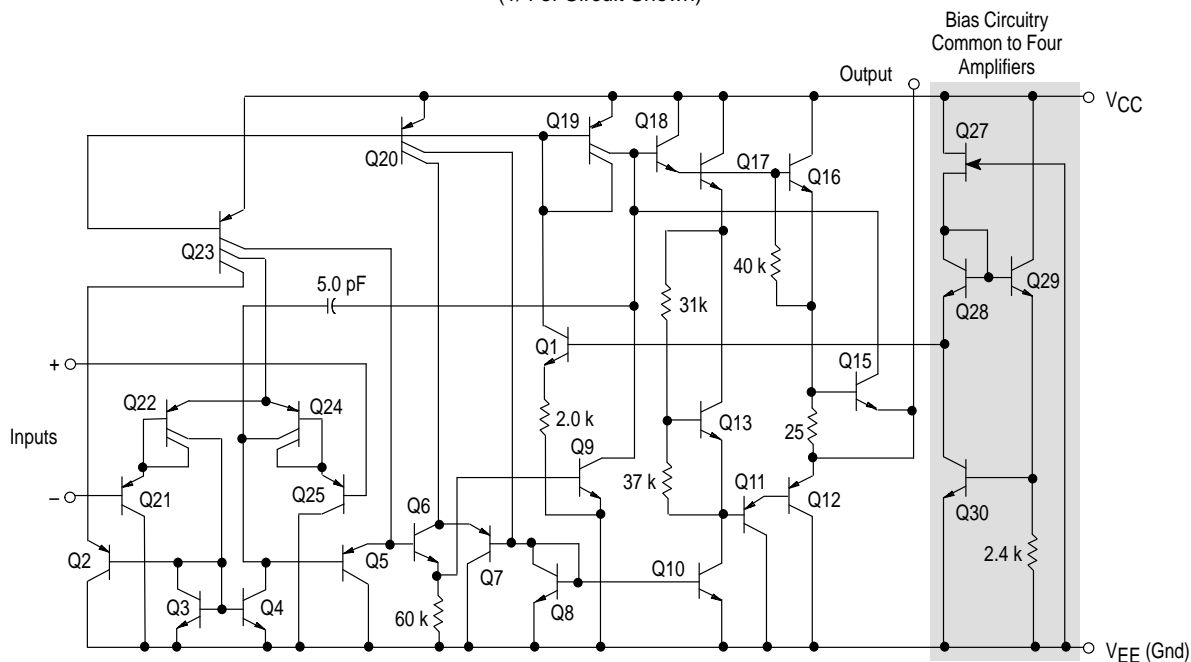 (1/4 of Circuit Shown)
Bias Circuitry
Common to Four
Amplifiers
Output
VCC
Q19
Q18
Q27
Q20
Q17
Q16
Q23
40 k
Q29
5.0 pF
31k
Q28
Q1
Q15
+
Q22
Q24
2.0 k
Q13
25
Inputs
Q9
37 k
Q11
–
Q21
Q25
Q6
Q12
Q30
Q2
Q5
Q7
Q10
2.4 k
Q3
Q4
60 k
Q8
VEE (Gnd)